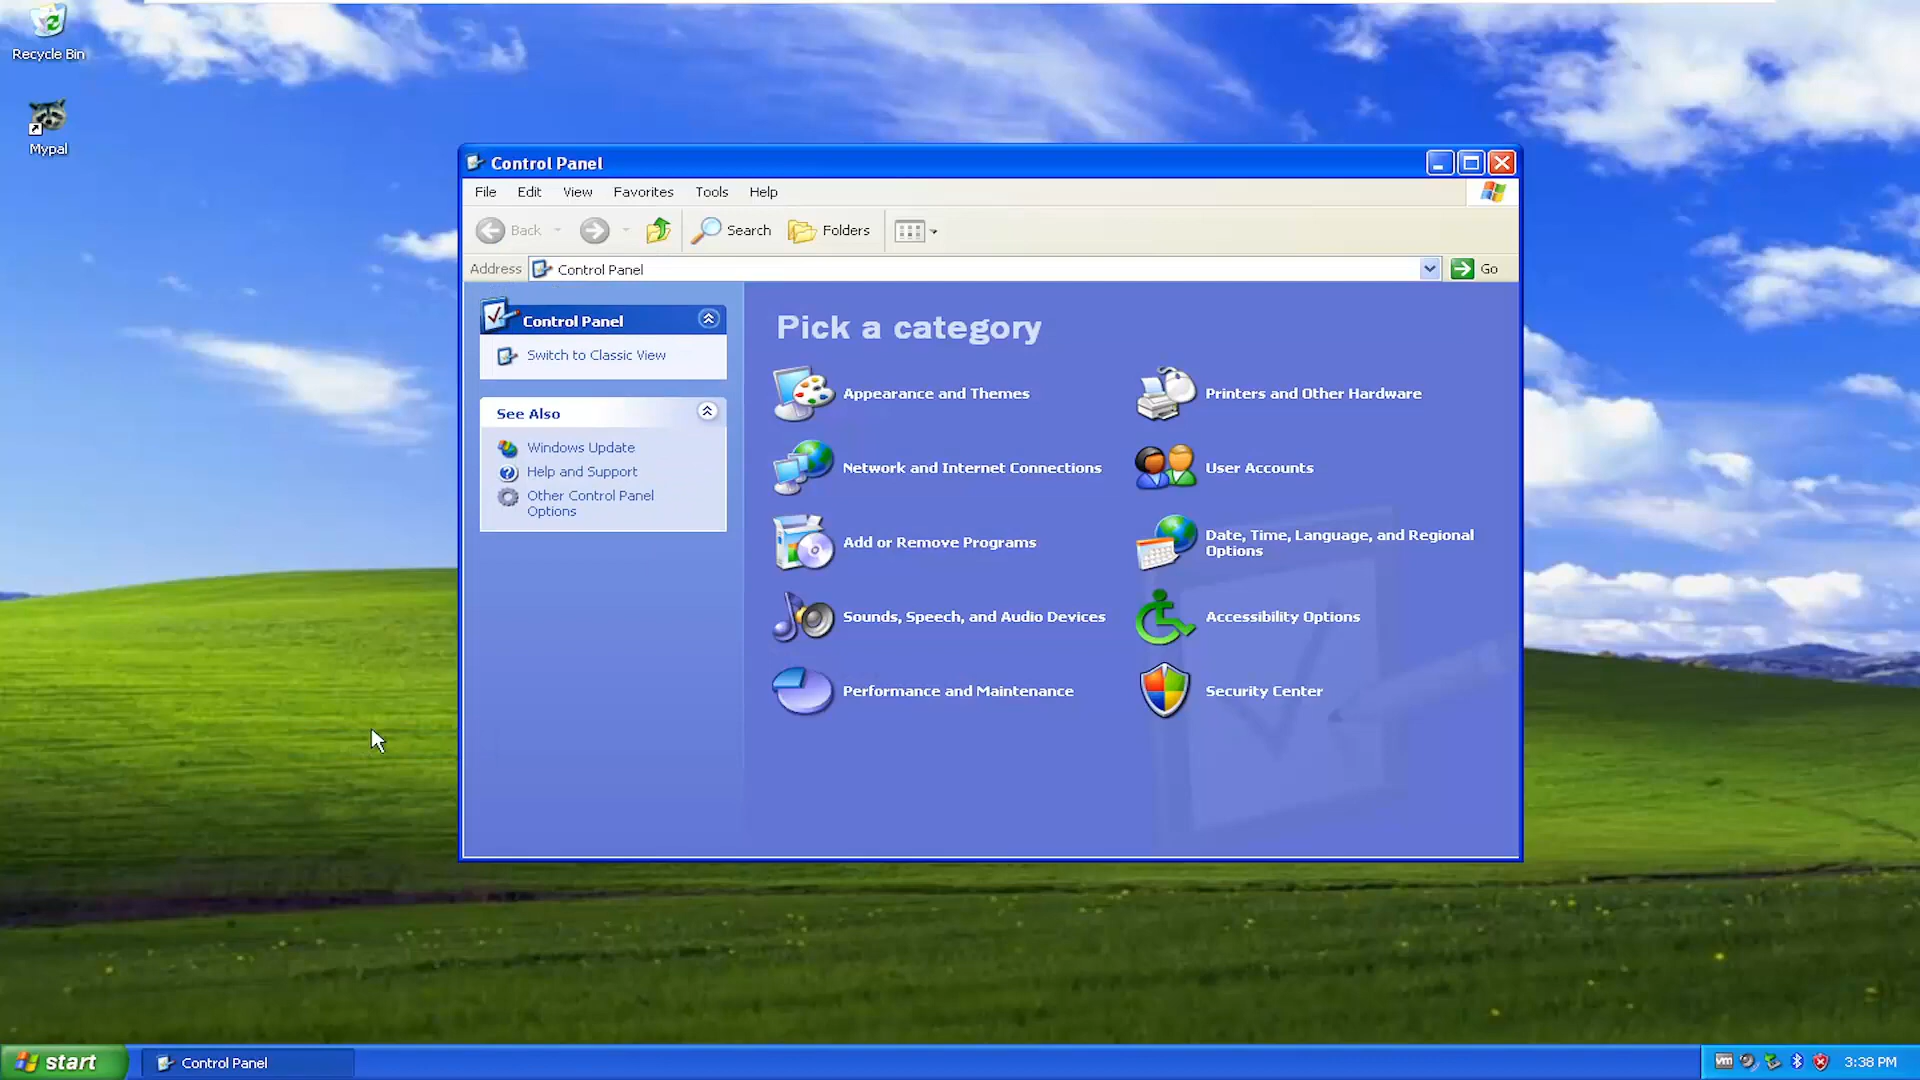 Recycle Bin
Mypal
Control Panel
File Edit View Favorites Tools Help
Back Search Folders
Address Control Panel Go
Control Panel
Switch to Classic View
See Also
Windows Update
Help and Support
Other Control Panel
Options
Pick a category
Appearance and Themes
Printers and Other Hardware
Network and Internet Connections
User Accounts
Add or Remove Programs
Date, Time, Language, and Regional
Options
Sounds, Speech, and Audio Devices
Accessibility Options
Performance and Maintenance
Security Center
start
Control Panel
vm
3:38 PM